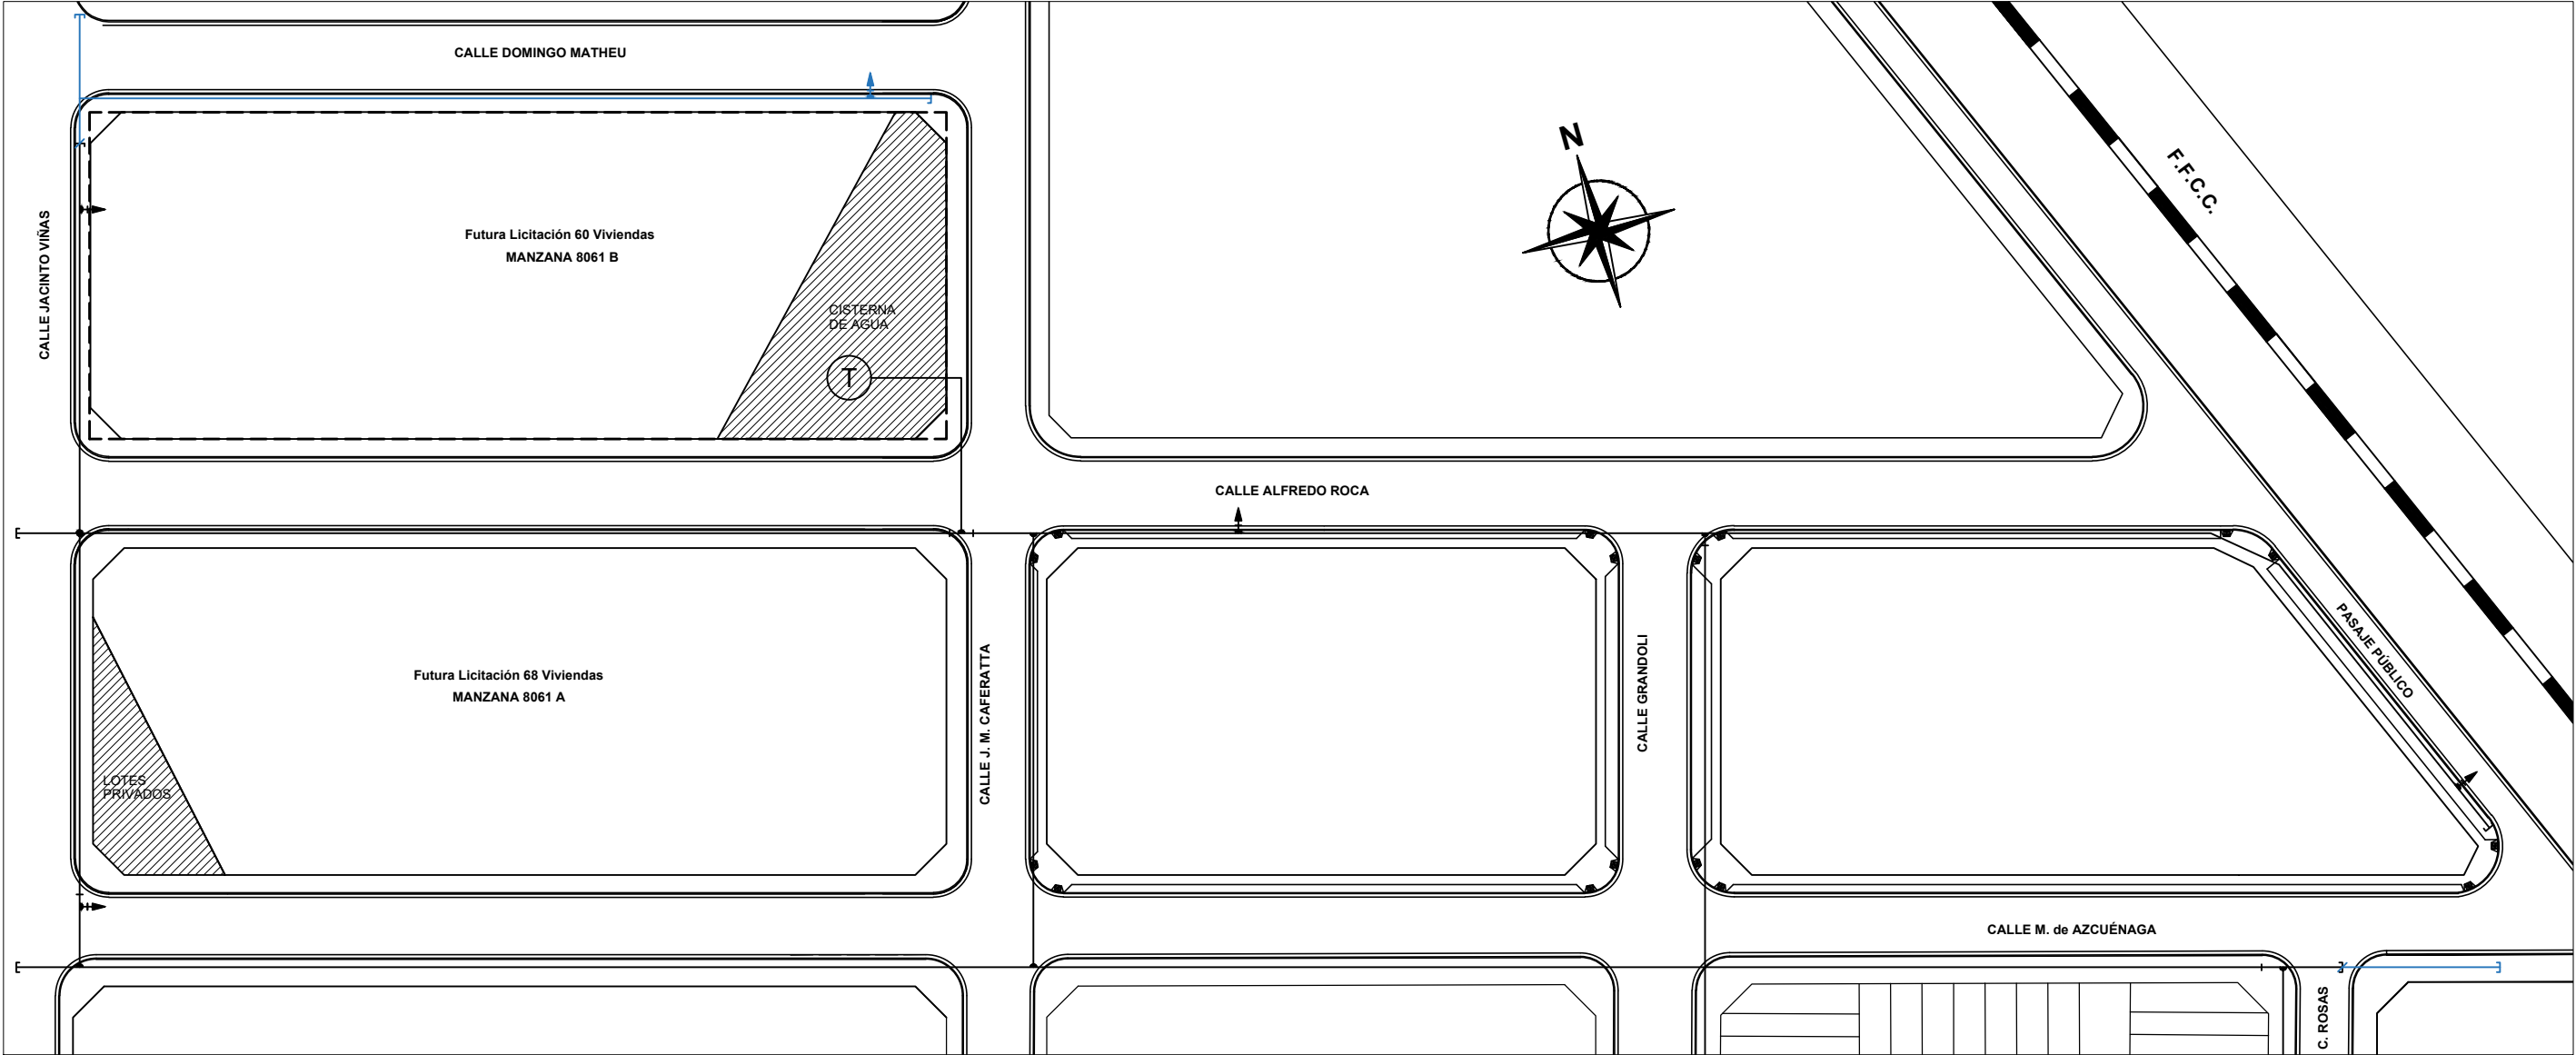 CALLE DOMINGO MATHEU
N
F.F.C.C.
CALLE JACINTO VIÑAS
Futura Licitación 60 Viviendas
MANZANA 8061 B
CISTERNA
DE AGUA
T
CALLE ALFREDO ROCA
CALLE J. M. CAFERATTA
CALLE GRANDOLI
PASAJE PÚBLICO
Futura Licitación 68 Viviendas
MANZANA 8061 A
LOTES
PRIVADOS
CALLE M. de AZCUÉNAGA
C. ROSAS